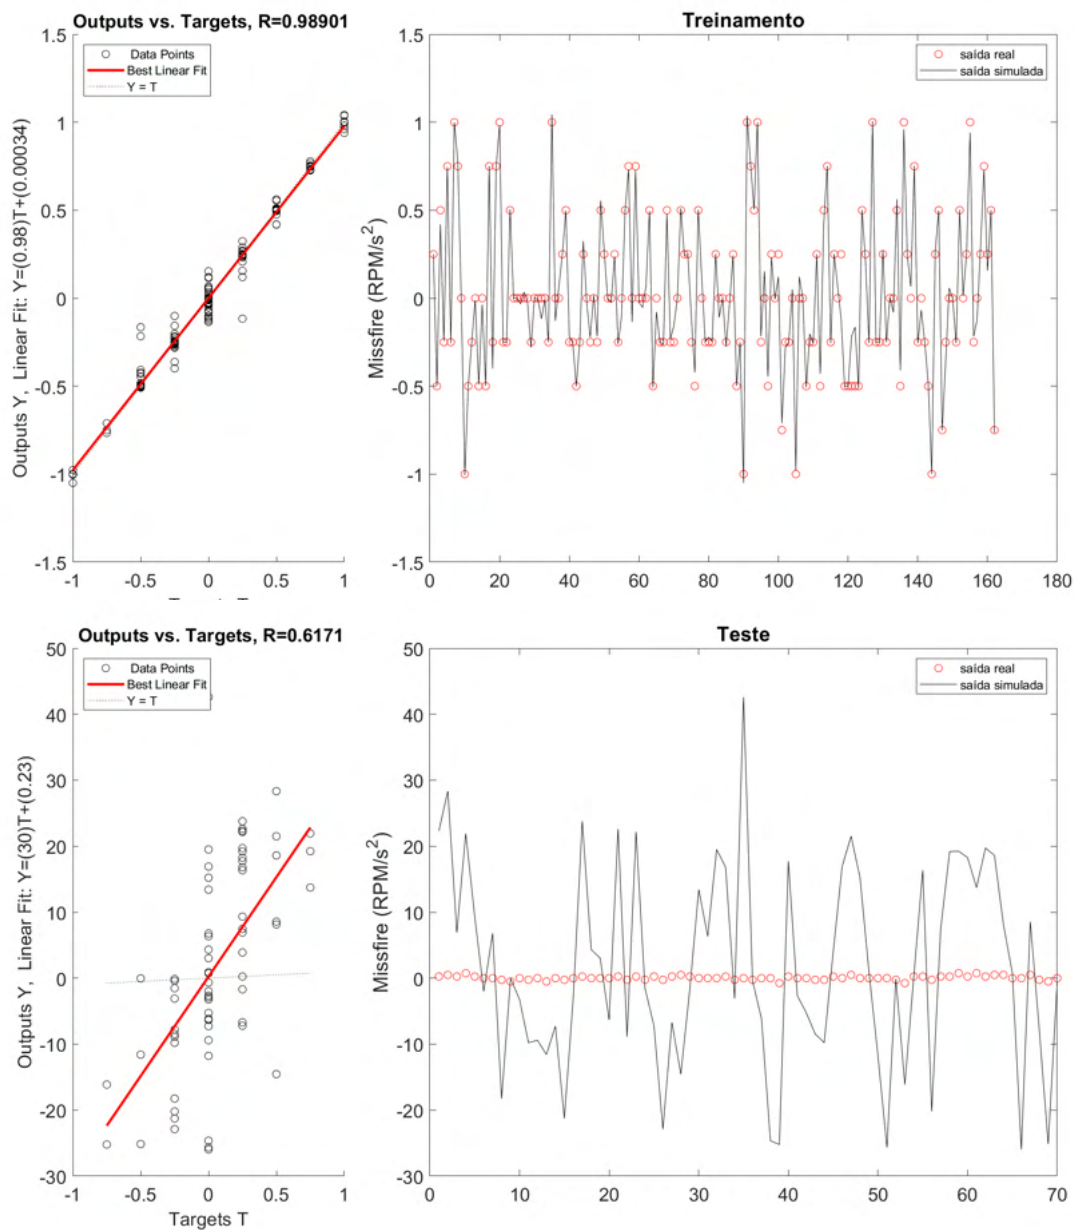 Outputs vs. Targets, R=0.98901
Data Points
Best Linear Fit
Y = T
Outputs Y, Linear Fit: Y=(0.98)T+(0.00034)
1.5
1
0.5
0
-0.5
-1
-1.5
-1 -0.5 0 0.5 1
Targets T
Treinamento
saída real
saída simulada
Missfire (RPM/s²)
1.5
1
0.5
0
-0.5
-1
-1.5
0 20 40 60 80 100 120 140 160 180
Outputs vs. Targets, R=0.6171
Data Points
Best Linear Fit
Y = T
Outputs Y, Linear Fit: Y=(30)T+(0.23)
50
40
30
20
10
0
-10
-20
-30
-1 -0.5 0 0.5 1
Targets T
Teste
saída real
saída simulada
Missfire (RPM/s²)
50
40
30
20
10
0
-10
-20
-30
0 10 20 30 40 50 60 70